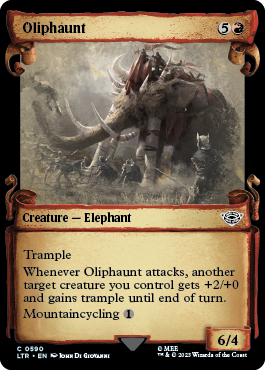 Oliphaunt 5
Creature — Elephant
Trample
Whenever Oliphaunt attacks, another
target creature you control gets +2/+0
and gains trample until end of turn.
Mountaincycling 1
6/4
C 0590
LTR • EN John Di Giovanni
© MEE
™ & © 2023 Wizards of the Coast